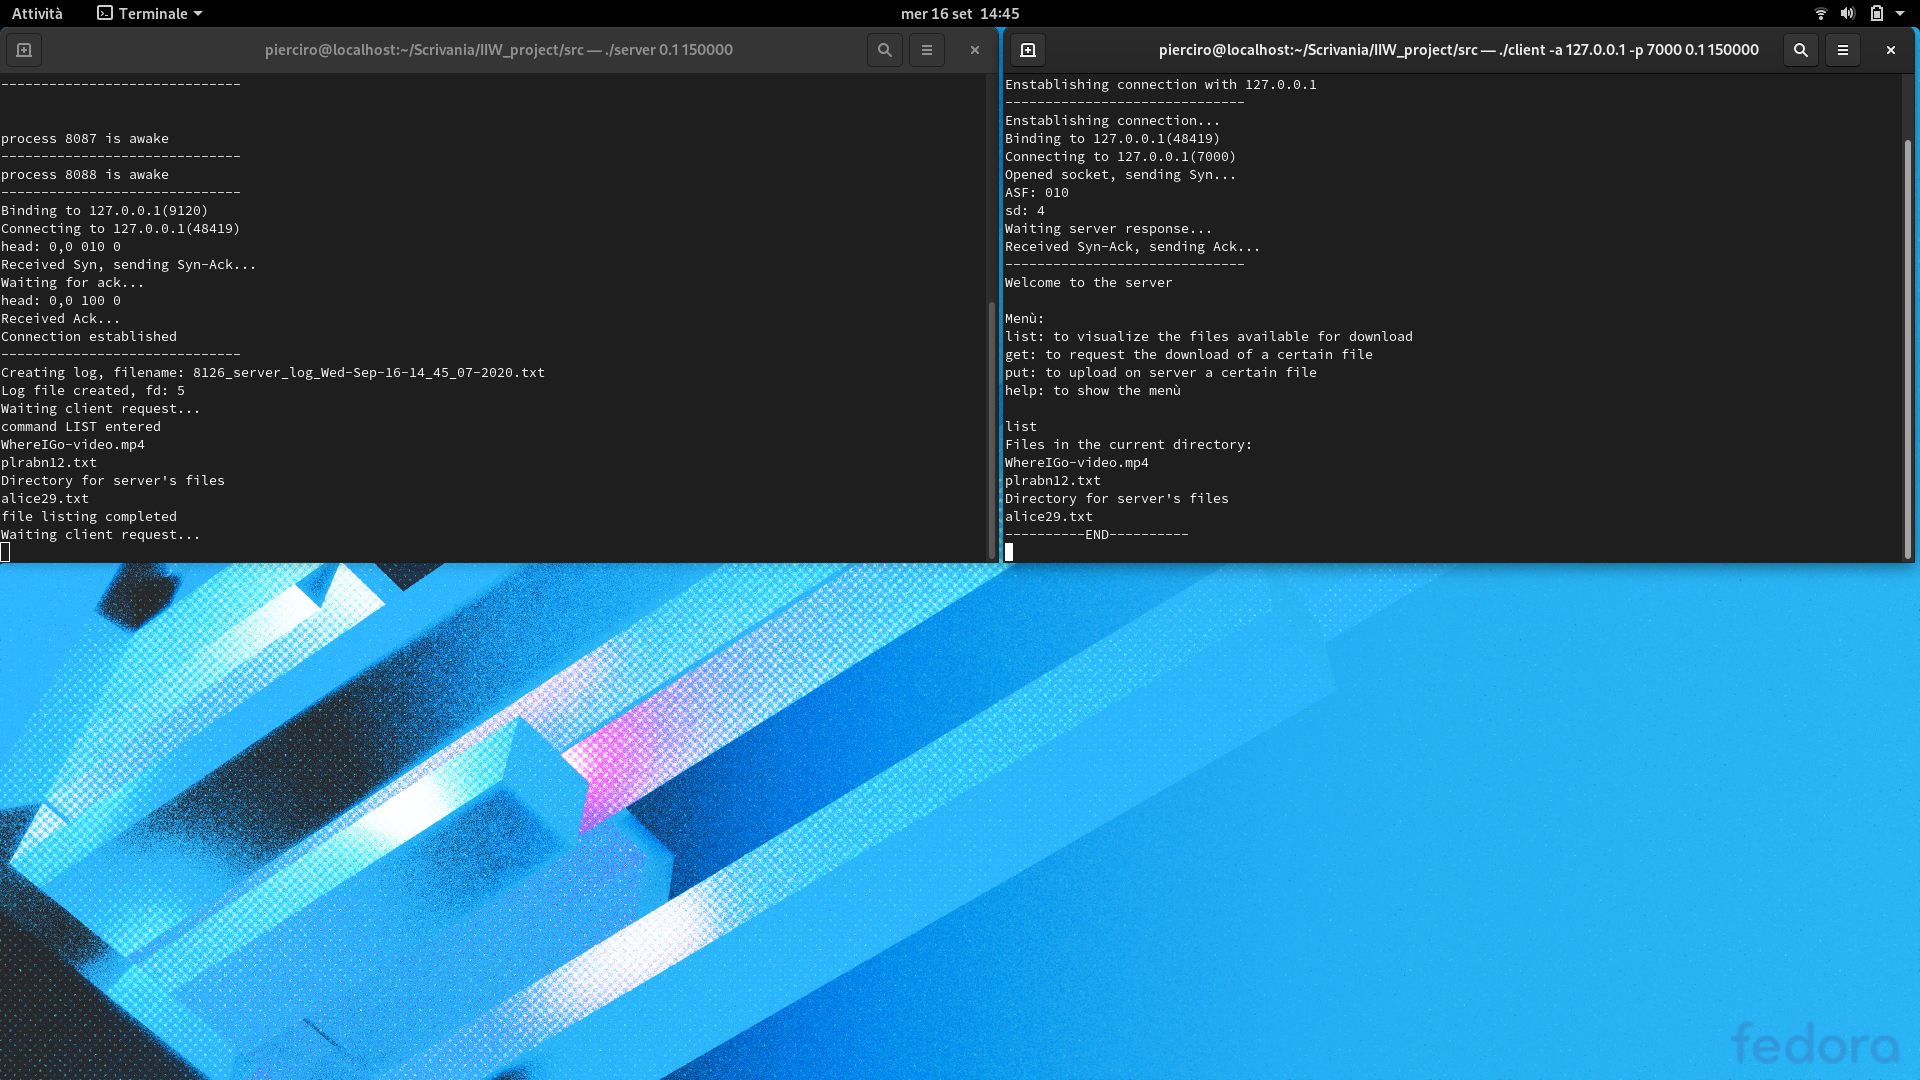 Attività
Terminale
mer 16 set 14:45
pierciro@localhost:~/Scrivania/IIW_project/src — ./server 0.1 150000
------------------------------
process 8087 is awake
------------------------------
process 8088 is awake
------------------------------
Binding to 127.0.0.1(9120)
Connecting to 127.0.0.1(48419)
head: 0,0 010 0
Received Syn, sending Syn-Ack...
Waiting for ack...
head: 0,0 100 0
Received Ack...
Connection established
------------------------------
Creating log, filename: 8126_server_log_Wed-Sep-16-14_45_07-2020.txt
Log file created, fd: 5
Waiting client request...
command LIST entered
WhereIGo-video.mp4
plrabn12.txt
Directory for server's files
alice29.txt
file listing completed
Waiting client request...
pierciro@localhost:~/Scrivania/IIW_project/src — ./client -a 127.0.0.1 -p 7000 0.1 150000
Enstablishing connection with 127.0.0.1
------------------------------
Enstablishing connection...
Binding to 127.0.0.1(48419)
Connecting to 127.0.0.1(7000)
Opened socket, sending Syn...
ASF: 010
sd: 4
Waiting server response...
Received Syn-Ack, sending Ack...
------------------------------
Welcome to the server
Menù:
list: to visualize the files available for download
get: to request the download of a certain file
put: to upload on server a certain file
help: to show the menù
list
Files in the current directory:
WhereIGo-video.mp4
plrabn12.txt
Directory for server's files
alice29.txt
----------END----------
fedora